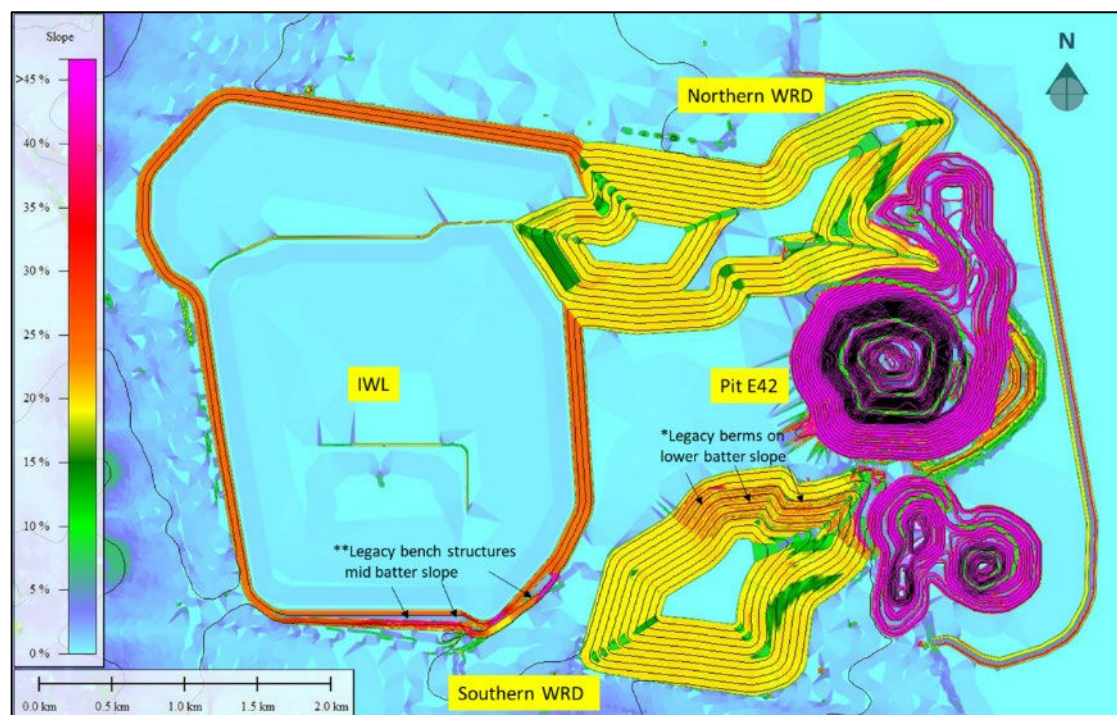 Slope
>45 %
40 %
35 %
30 %
25 %
20 %
15 %
10 %
5 %
0 %
N
Northern WRD
IWL
Pit E42
*Legacy berms on
lower batter slope
**Legacy bench structures
mid batter slope
Southern WRD
0.0 km
0.5 km
1.0 km
1.5 km
2.0 km